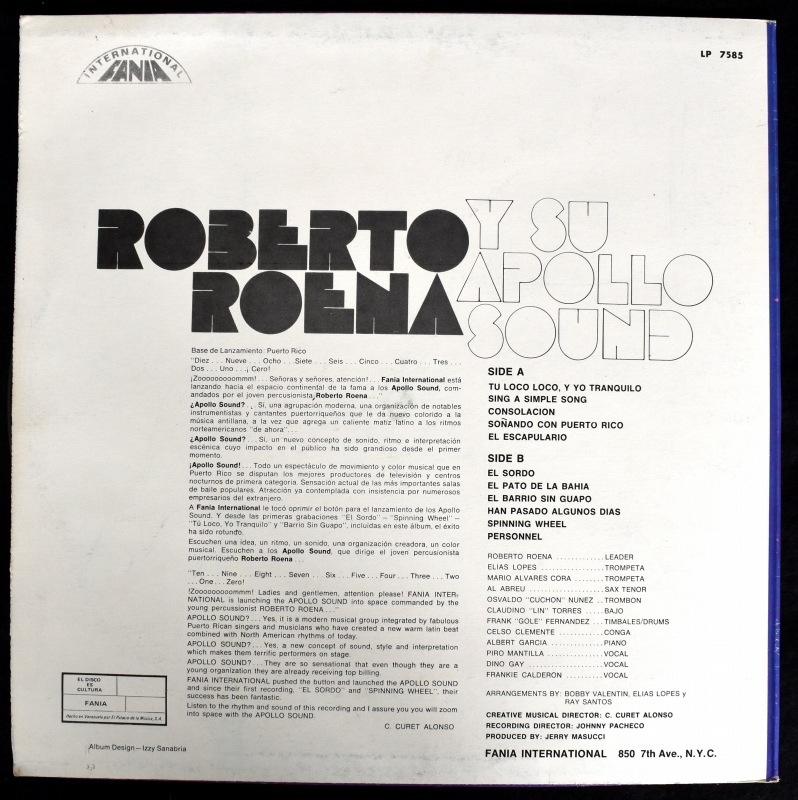 INTERNATIONAL
FANIA
LP 7585
ROBERTO
ROENA
Y SU
APOLLO
SOUND
Base de Lanzamiento: Puerto Rico
"Diez . . . Nueve . . . Ocho . . . Siete . . . Seis . . . Cinco . . . Cuatro . . . Tres . . .
Dos . . . Uno . . . ¡ Cero!
¡Zooooooooommm! . . . Señoras y señores, atención! . . . Fania International está
lanzando hacia el espacio continental de la fama a los Apollo Sound, com-
andados por el joven percusionista, Roberto Roena . . ."
¿Apollo Sound? . . Si, una agrupación moderna, una organización de notables
instrumentistas y cantantes puertorriqueños que le da nuevo colorido a la
música antillana, a la vez que agrega un caliente matiz latino a los ritmos
norteamericanos "de ahora" . . .
¿Apollo Sound? . . . Si, un nuevo concepto de sonido, ritmo e interpretación
escénica cuyo impacto en el público ha sido grandioso desde el primer
momento.
¡Apollo Sound! . . . Todo un espectáculo de movimiento y color musical que en
Puerto Rico se disputan los mejores productores de televisión y centros
nocturnos de primera categoría. Sensación actual de las más importantes salas
de baile populares. Atracción ya contemplada con insistencia por numerosos
empresarios del extranjero.
A Fania International le tocó oprimir el botón para el lanzamiento de los Apollo
Sound. Y desde las primeras grabaciones "El Sordo" – "Spinning Wheel" –
"Tú Loco, Yo Tranquilo" y "Barrio Sin Guapo", incluídas en este álbum, el éxito
ha sido rotundo.
Escuchen una idea, un ritmo, un sonido, una organización creadora, un color
musical. Escuchen a los Apollo Sound, que dirige el joven percusionista
puertorriqueño Roberto Roena . . .
"Ten . . . Nine . . . Eight . . . Seven . . . Six . . . Five . . . Four . . . Three . . . Two
. . . One . . . Zero!
!Zooooooooommm! Ladies and gentlemen, attention please! FANIA INTER-
NATIONAL is launching the APOLLO SOUND into space commanded by the
young percussionist ROBERTO ROENA . . ."
APOLLO SOUND? . . . Yes, it is a modern musical group integrated by fabulous
Puerto Rican singers and musicians who have created a new warm latin beat
combined with North American rhythms of today.
APOLLO SOUND? . . . Yes, a new concept of sound, style and interpretation
which makes them terrific performers on stage.
APOLLO SOUND? . . . They are so sensational that even though they are a
young organization they are already receiving top billing.
FANIA INTERNATIONAL pushed the button and launched the APOLLO SOUND
and since their first recording, "EL SORDO" and "SPINNING WHEEL", their
success has been fantastic.
Listen to the rhythm and sound of this recording and I assure you you will zoom
into space with the APOLLO SOUND.
C. CURET ALONSO
SIDE A
TU LOCO LOCO, Y YO TRANQUILO
SING A SIMPLE SONG
CONSOLACION
SOÑANDO CON PUERTO RICO
EL ESCAPULARIO
SIDE B
EL SORDO
EL PATO DE LA BAHIA
EL BARRIO SIN GUAPO
HAN PASADO ALGUNOS DIAS
SPINNING WHEEL
PERSONNEL
ROBERTO ROENA . . . . . . . . . . . . . LEADER
ELIAS LOPES . . . . . . . . . . . . . . . . . TROMPETA
MARIO ALVARES CORA . . . . . . . . TROMPETA
AL ABREU . . . . . . . . . . . . . . . . . . . SAX TENOR
OSVALDO "CUCHON" NUNEZ . . TROMBON
CLAUDINO "LIN" TORRES . . . . . BAJO
FRANK "GOLE" FERNANDEZ . . . TIMBALES/DRUMS
CELSO CLEMENTE . . . . . . . . . . . . CONGA
ALBERT GARCIA . . . . . . . . . . . . . . PIANO
PIRO MANTILLA . . . . . . . . . . . . . . VOCAL
DINO GAY . . . . . . . . . . . . . . . . . . . VOCAL
FRANKIE CALDERON . . . . . . . . . . VOCAL
ARRANGEMENTS BY: BOBBY VALENTIN, ELIAS LOPES y
RAY SANTOS
CREATIVE MUSICAL DIRECTOR: C. CURET ALONSO
RECORDING DIRECTOR: JOHNNY PACHECO
PRODUCED BY: JERRY MASUCCI
FANIA INTERNATIONAL 850 7th Ave., N.Y.C.
EL DISCO
ES
CULTURA
FANIA
Hecho en Venezuela por El Palacio de la Música, S.A.
Album Design – Izzy Sanabria